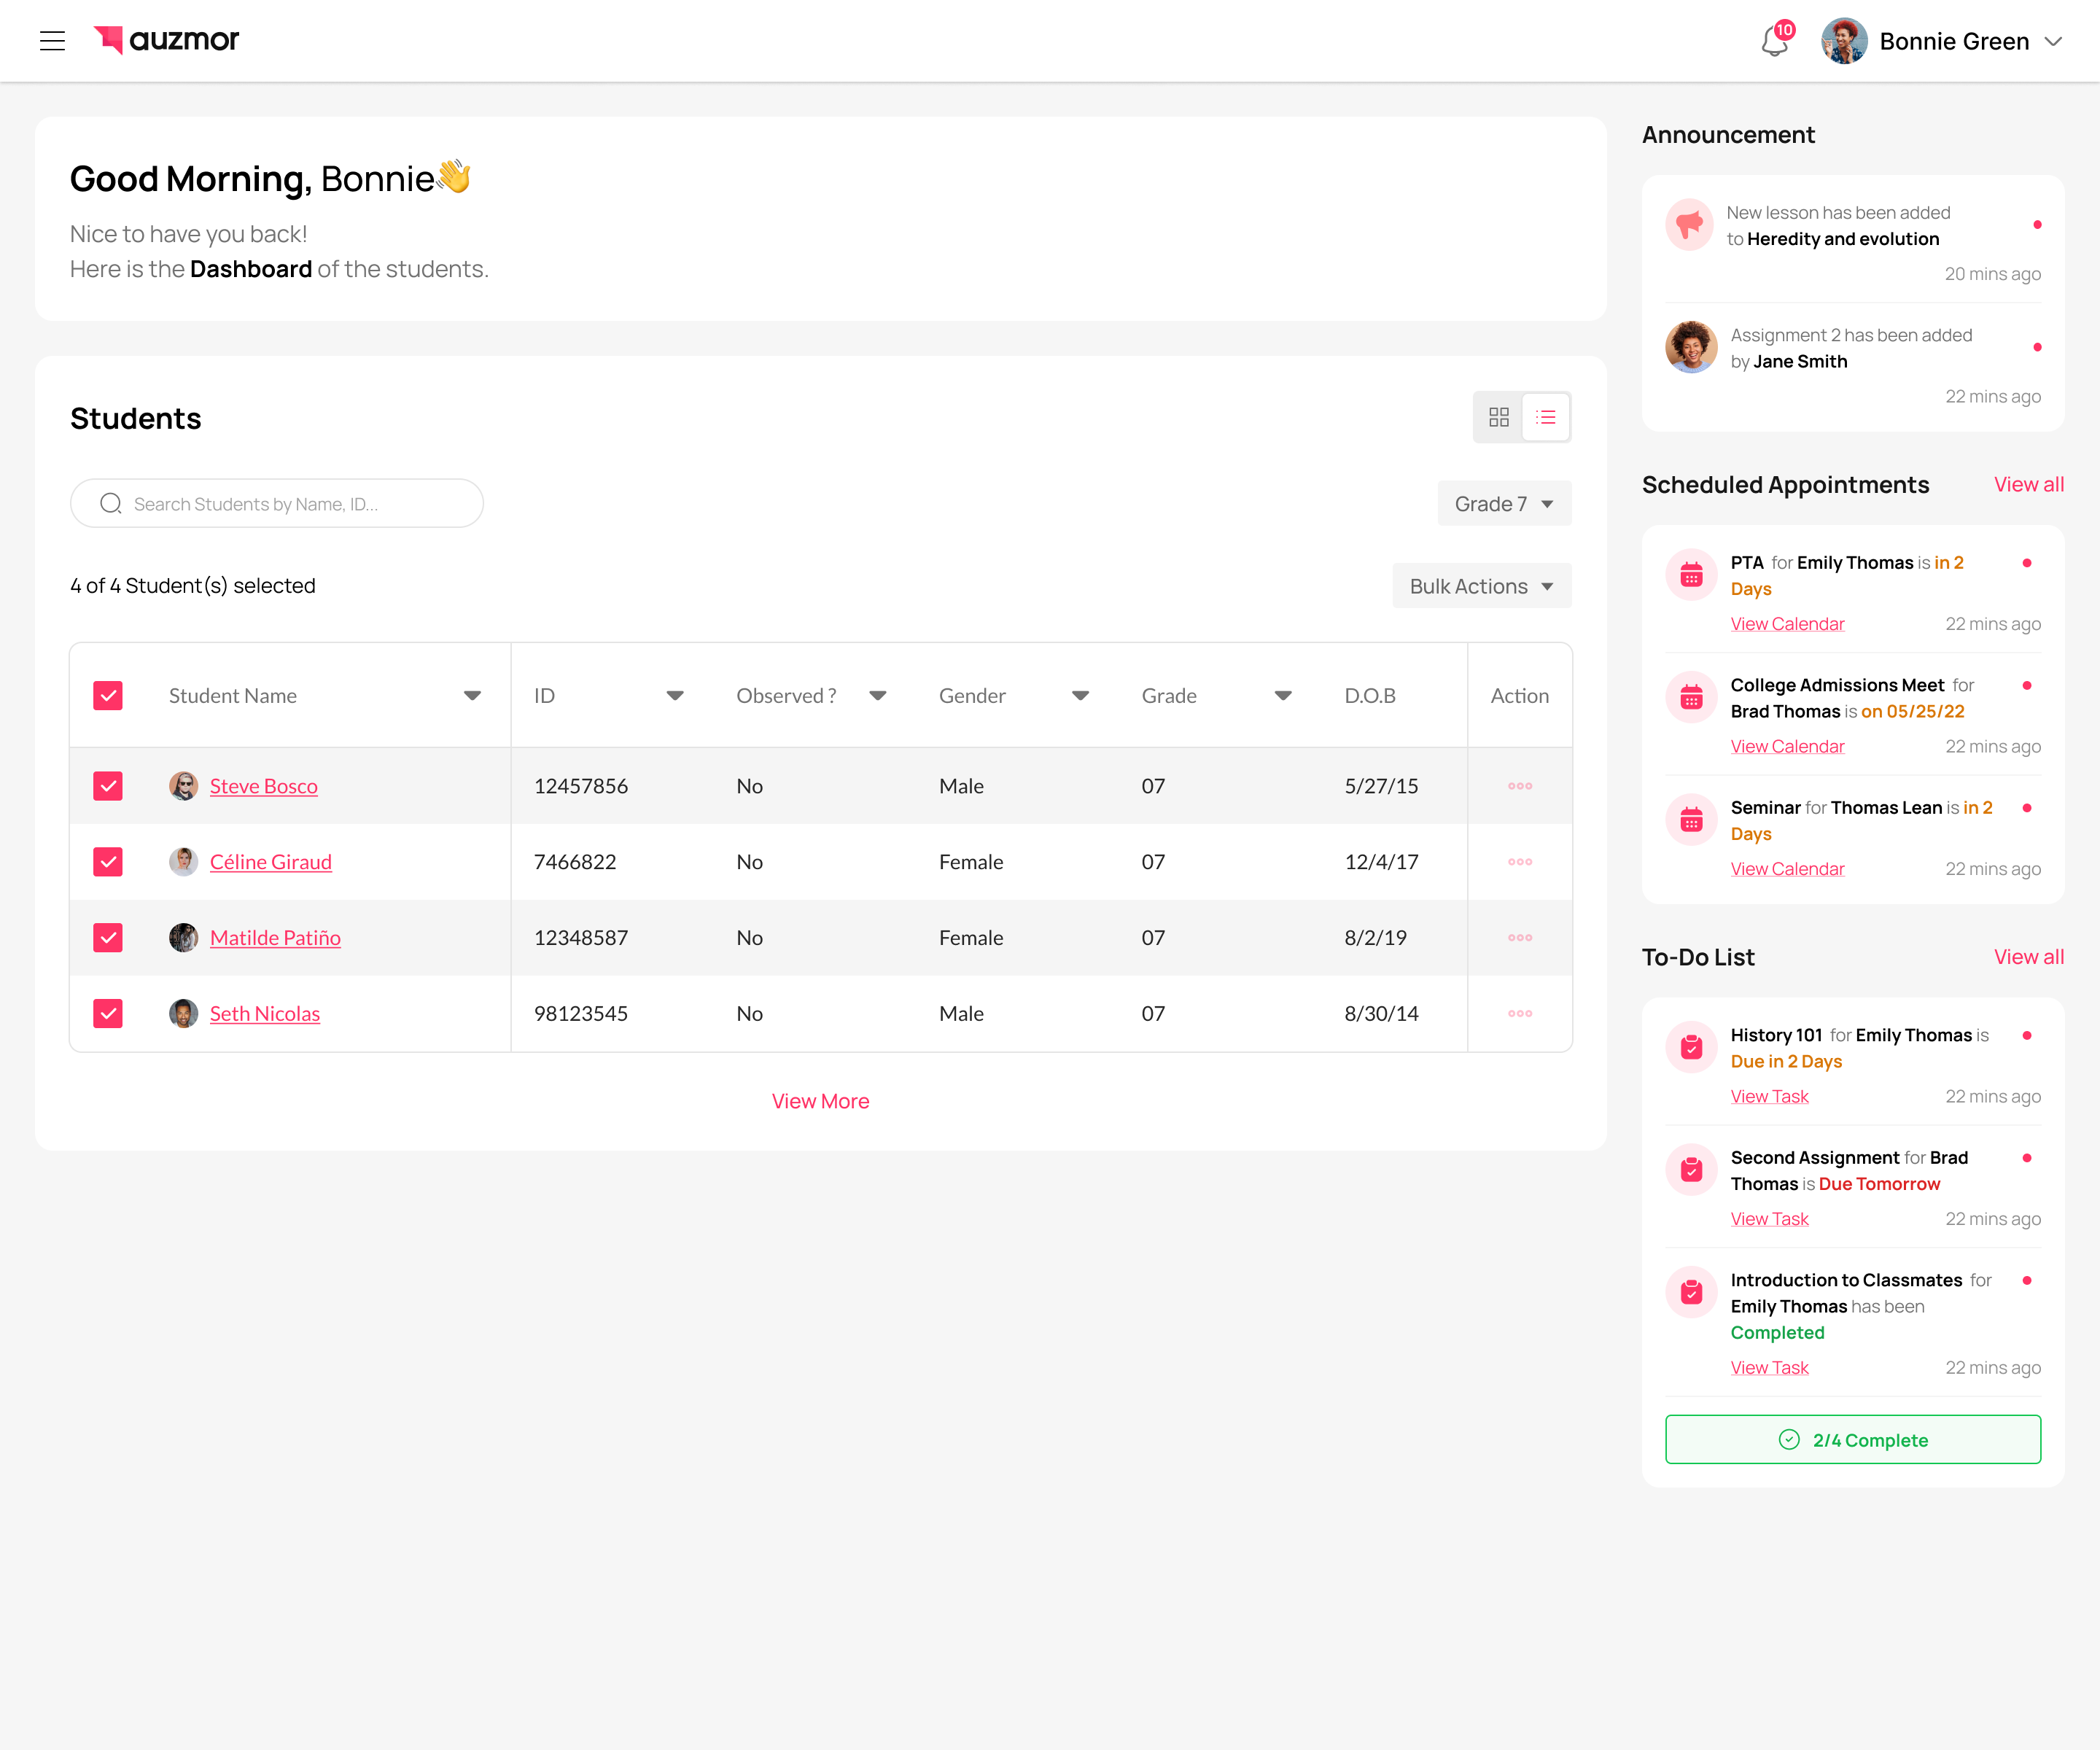 auzmor
10
Bonnie Green
Good Morning, Bonnie👋
Nice to have you back!
Here is the Dashboard of the students.
Students
Search Students by Name, ID...
Grade 7
4 of 4 Student(s) selected
Bulk Actions
Student Name ID Observed ? Gender Grade D.O.B Action
Steve Bosco 12457856 No Male 07 5/27/15
Céline Giraud 7466822 No Female 07 12/4/17
Matilde Patiño 12348587 No Female 07 8/2/19
Seth Nicolas 98123545 No Male 07 8/30/14
View More
Announcement
New lesson has been added
to Heredity and evolution
20 mins ago
Assignment 2 has been added
by Jane Smith
22 mins ago
Scheduled Appointments View all
PTA for Emily Thomas is in 2
Days
View Calendar 22 mins ago
College Admissions Meet for
Brad Thomas is on 05/25/22
View Calendar 22 mins ago
Seminar for Thomas Lean is in 2
Days
View Calendar 22 mins ago
To-Do List View all
History 101 for Emily Thomas is
Due in 2 Days
View Task 22 mins ago
Second Assignment for Brad
Thomas is Due Tomorrow
View Task 22 mins ago
Introduction to Classmates for
Emily Thomas has been
Completed
View Task 22 mins ago
2/4 Complete